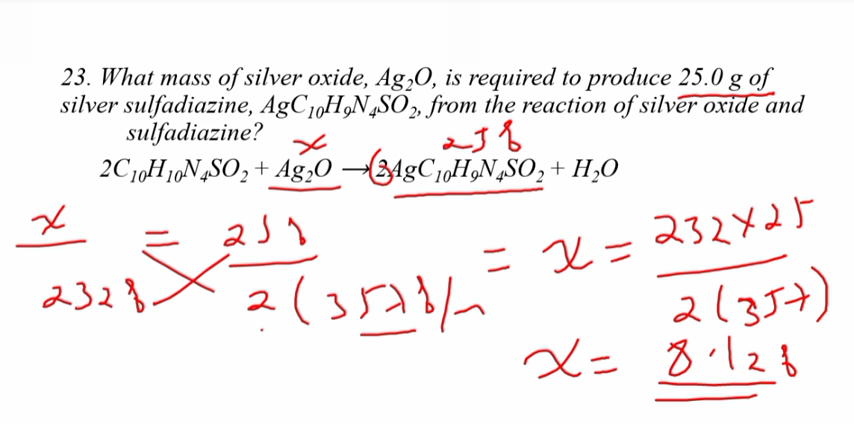 23. What mass of silver oxide, Ag₂O, is required to produce 25.0 g of
silver sulfadiazine, AgC₁₀H₉N₄SO₂, from the reaction of silver oxide and
sulfadiazine?
x 25g
2C₁₀H₁₀N₄SO₂ + Ag₂O → 2AgC₁₀H₉N₄SO₂ + H₂O
x/232g = 25g/2(357g/m = x = 232×25/2(357)
x = 8.12g